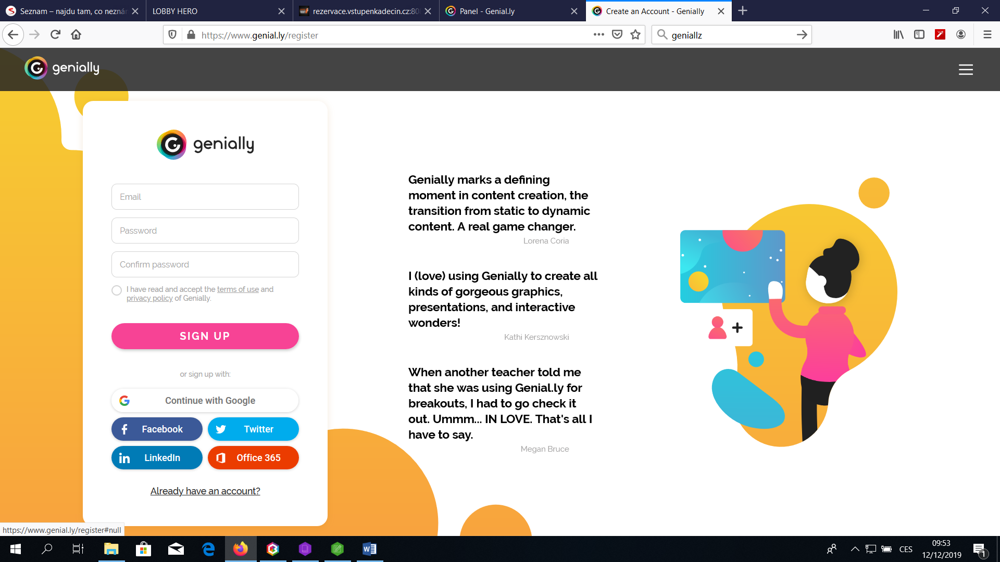 Seznam – najdu tam, co nezná
LOBBY HERO
rezervace.vstupenkadecin.cz:80
Panel - Genial.ly
Create an Account - Genially
https://www.genial.ly/register
geniallz
genially
genially
Email
Password
Confirm password
I have read and accept the terms of use and
privacy policy of Genially.
SIGN UP
or sign up with:
Continue with Google
Facebook
Twitter
LinkedIn
Office 365
Already have an account?
Genially marks a defining
moment in content creation, the
transition from static to dynamic
content. A real game changer.
Lorena Coria
I (love) using Genially to create all
kinds of gorgeous graphics,
presentations, and interactive
wonders!
Kathi Kersznowski
When another teacher told me
that she was using Genial.ly for
breakouts, I had to go check it
out. Ummm... IN LOVE. That's all I
have to say.
Megan Bruce
https://www.genial.ly/register#null
CES
09:53
12/12/2019
1